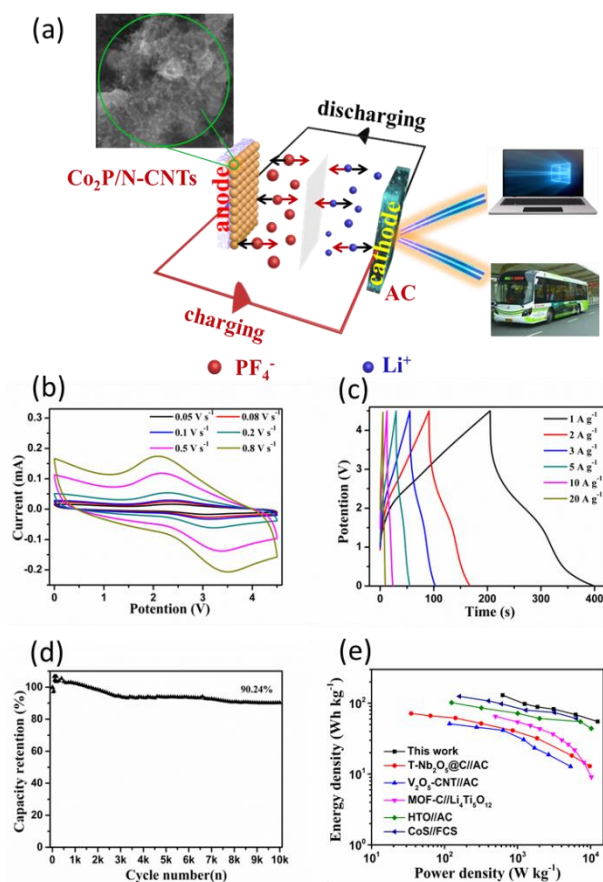 (a)
discharging
Co₂P/N-CNTs
anode
cathode
AC
charging
PF₄⁻
Li⁺
(b)
0.3
0.2
0.1
0.0
-0.1
-0.2
Current (mA)
0.05 V s⁻¹
0.08 V s⁻¹
0.1 V s⁻¹
0.2 V s⁻¹
0.5 V s⁻¹
0.8 V s⁻¹
0
1
2
3
4
Potention (V)
(c)
4
3
2
1
0
Potention (V)
1 A g⁻¹
2 A g⁻¹
3 A g⁻¹
5 A g⁻¹
10 A g⁻¹
20 A g⁻¹
0
100
200
300
400
Time (s)
(d)
120
80
40
0
Capacity retention (%)
90.24%
0
1k
2k
3k
4k
5k
6k
7k
8k
9k
10k
Cycle number(n)
(e)
10²
10¹
10⁰
Energy density (Wh kg⁻¹)
This work
T-Nb₂O₅@C//AC
V₂O₅-CNT//AC
MOF-C//Li₄Ti₅O₁₂
HTO//AC
CoS//FCS
10¹
10²
10³
10⁴
Power density (W kg⁻¹)